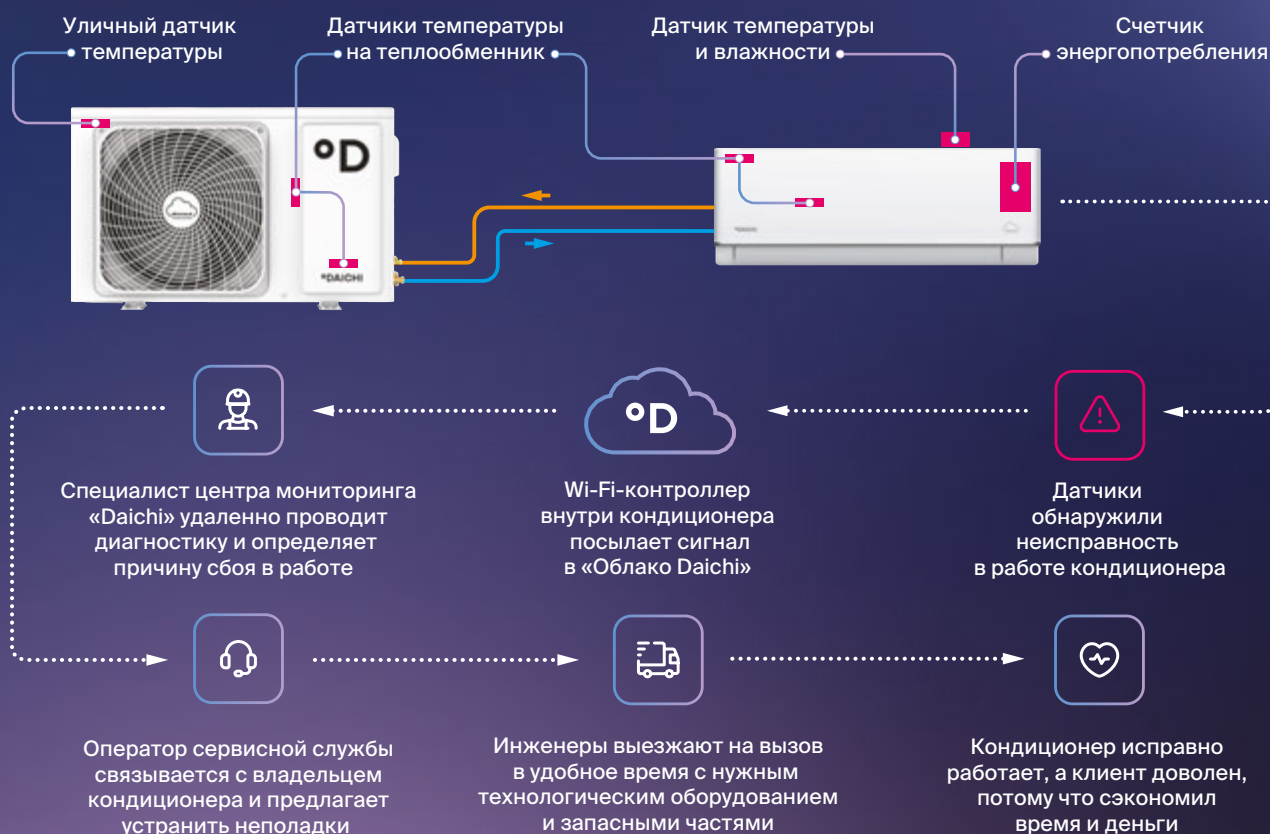 Уличный датчик
температуры
Датчики температуры
на теплообменник
Датчик температуры
и влажности
Счетчик
энергопотребления
°D
°DAICHI
°D
Специалист центра мониторинга
«Daichi» удаленно проводит
диагностику и определяет
причину сбоя в работе
Wi-Fi-контроллер
внутри кондиционера
посылает сигнал
в «Облако Daichi»
Датчики
обнаружили
неисправность
в работе кондиционера
Оператор сервисной службы
связывается с владельцем
кондиционера и предлагает
устранить неполадки
Инженеры выезжают на вызов
в удобное время с нужным
технологическим оборудованием
и запасными частями
Кондиционер исправно
работает, а клиент доволен,
потому что сэкономил
время и деньги